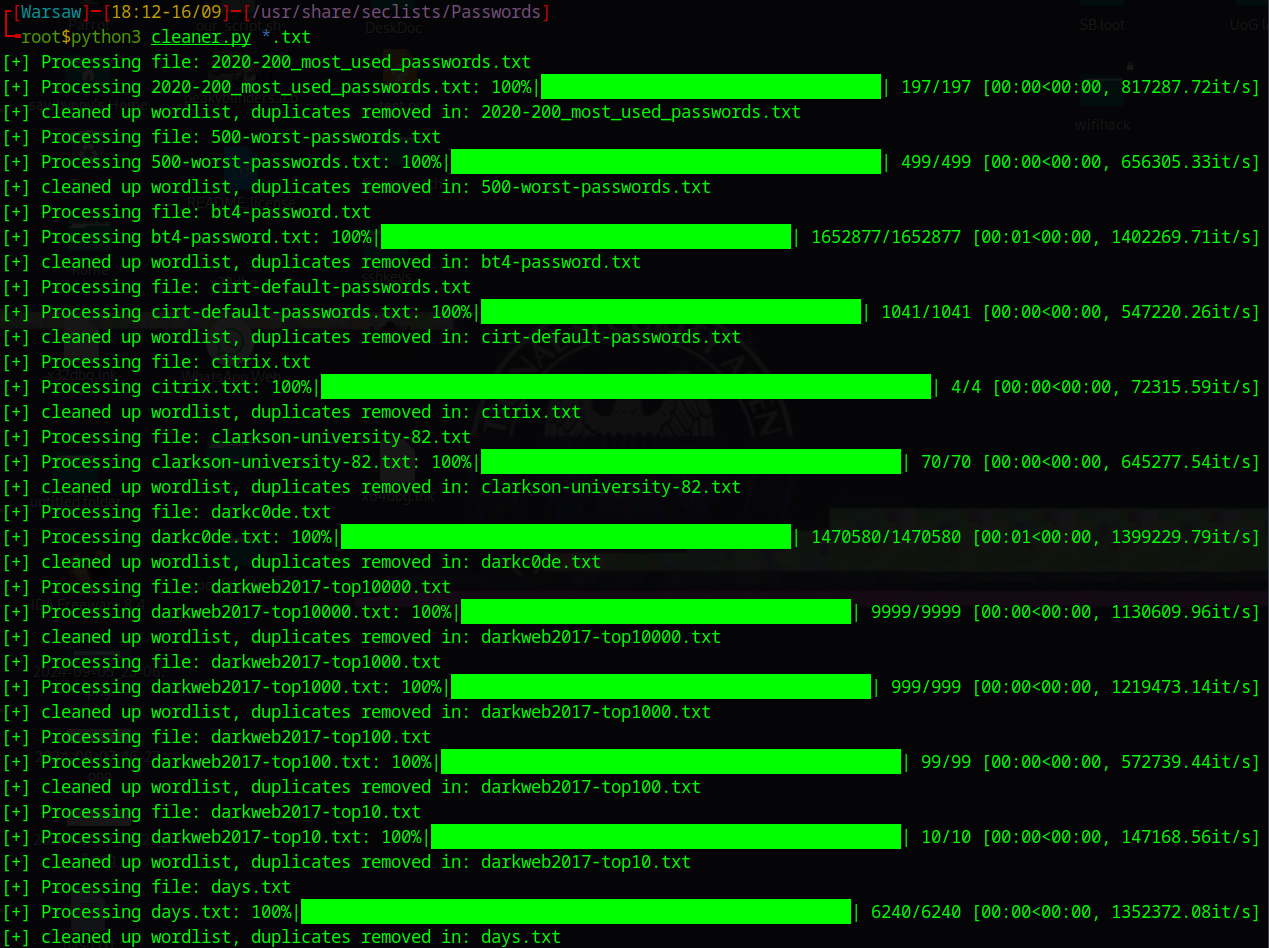 ┌─[Warsaw]─[18:12-16/09]─[/usr/share/seclists/Passwords]
└─root$python3 cleaner.py *.txt
[+] Processing file: 2020-200_most_used_passwords.txt
[+] Processing 2020-200_most_used_passwords.txt: 100%|| 197/197 [00:00<00:00, 817287.72it/s]
[+] cleaned up wordlist, duplicates removed in: 2020-200_most_used_passwords.txt
[+] Processing file: 500-worst-passwords.txt
[+] Processing 500-worst-passwords.txt: 100%|| 499/499 [00:00<00:00, 656305.33it/s]
[+] cleaned up wordlist, duplicates removed in: 500-worst-passwords.txt
[+] Processing file: bt4-password.txt
[+] Processing bt4-password.txt: 100%|| 1652877/1652877 [00:01<00:00, 1402269.71it/s]
[+] cleaned up wordlist, duplicates removed in: bt4-password.txt
[+] Processing file: cirt-default-passwords.txt
[+] Processing cirt-default-passwords.txt: 100%|| 1041/1041 [00:00<00:00, 547220.26it/s]
[+] cleaned up wordlist, duplicates removed in: cirt-default-passwords.txt
[+] Processing file: citrix.txt
[+] Processing citrix.txt: 100%|| 4/4 [00:00<00:00, 72315.59it/s]
[+] cleaned up wordlist, duplicates removed in: citrix.txt
[+] Processing file: clarkson-university-82.txt
[+] Processing clarkson-university-82.txt: 100%|| 70/70 [00:00<00:00, 645277.54it/s]
[+] cleaned up wordlist, duplicates removed in: clarkson-university-82.txt
[+] Processing file: darkc0de.txt
[+] Processing darkc0de.txt: 100%|| 1470580/1470580 [00:01<00:00, 1399229.79it/s]
[+] cleaned up wordlist, duplicates removed in: darkc0de.txt
[+] Processing file: darkweb2017-top10000.txt
[+] Processing darkweb2017-top10000.txt: 100%|| 9999/9999 [00:00<00:00, 1130609.96it/s]
[+] cleaned up wordlist, duplicates removed in: darkweb2017-top10000.txt
[+] Processing file: darkweb2017-top1000.txt
[+] Processing darkweb2017-top1000.txt: 100%|| 999/999 [00:00<00:00, 1219473.14it/s]
[+] cleaned up wordlist, duplicates removed in: darkweb2017-top1000.txt
[+] Processing file: darkweb2017-top100.txt
[+] Processing darkweb2017-top100.txt: 100%|| 99/99 [00:00<00:00, 572739.44it/s]
[+] cleaned up wordlist, duplicates removed in: darkweb2017-top100.txt
[+] Processing file: darkweb2017-top10.txt
[+] Processing darkweb2017-top10.txt: 100%|| 10/10 [00:00<00:00, 147168.56it/s]
[+] cleaned up wordlist, duplicates removed in: darkweb2017-top10.txt
[+] Processing file: days.txt
[+] Processing days.txt: 100%|| 6240/6240 [00:00<00:00, 1352372.08it/s]
[+] cleaned up wordlist, duplicates removed in: days.txt
DeskDoc
SB loot
wifihack